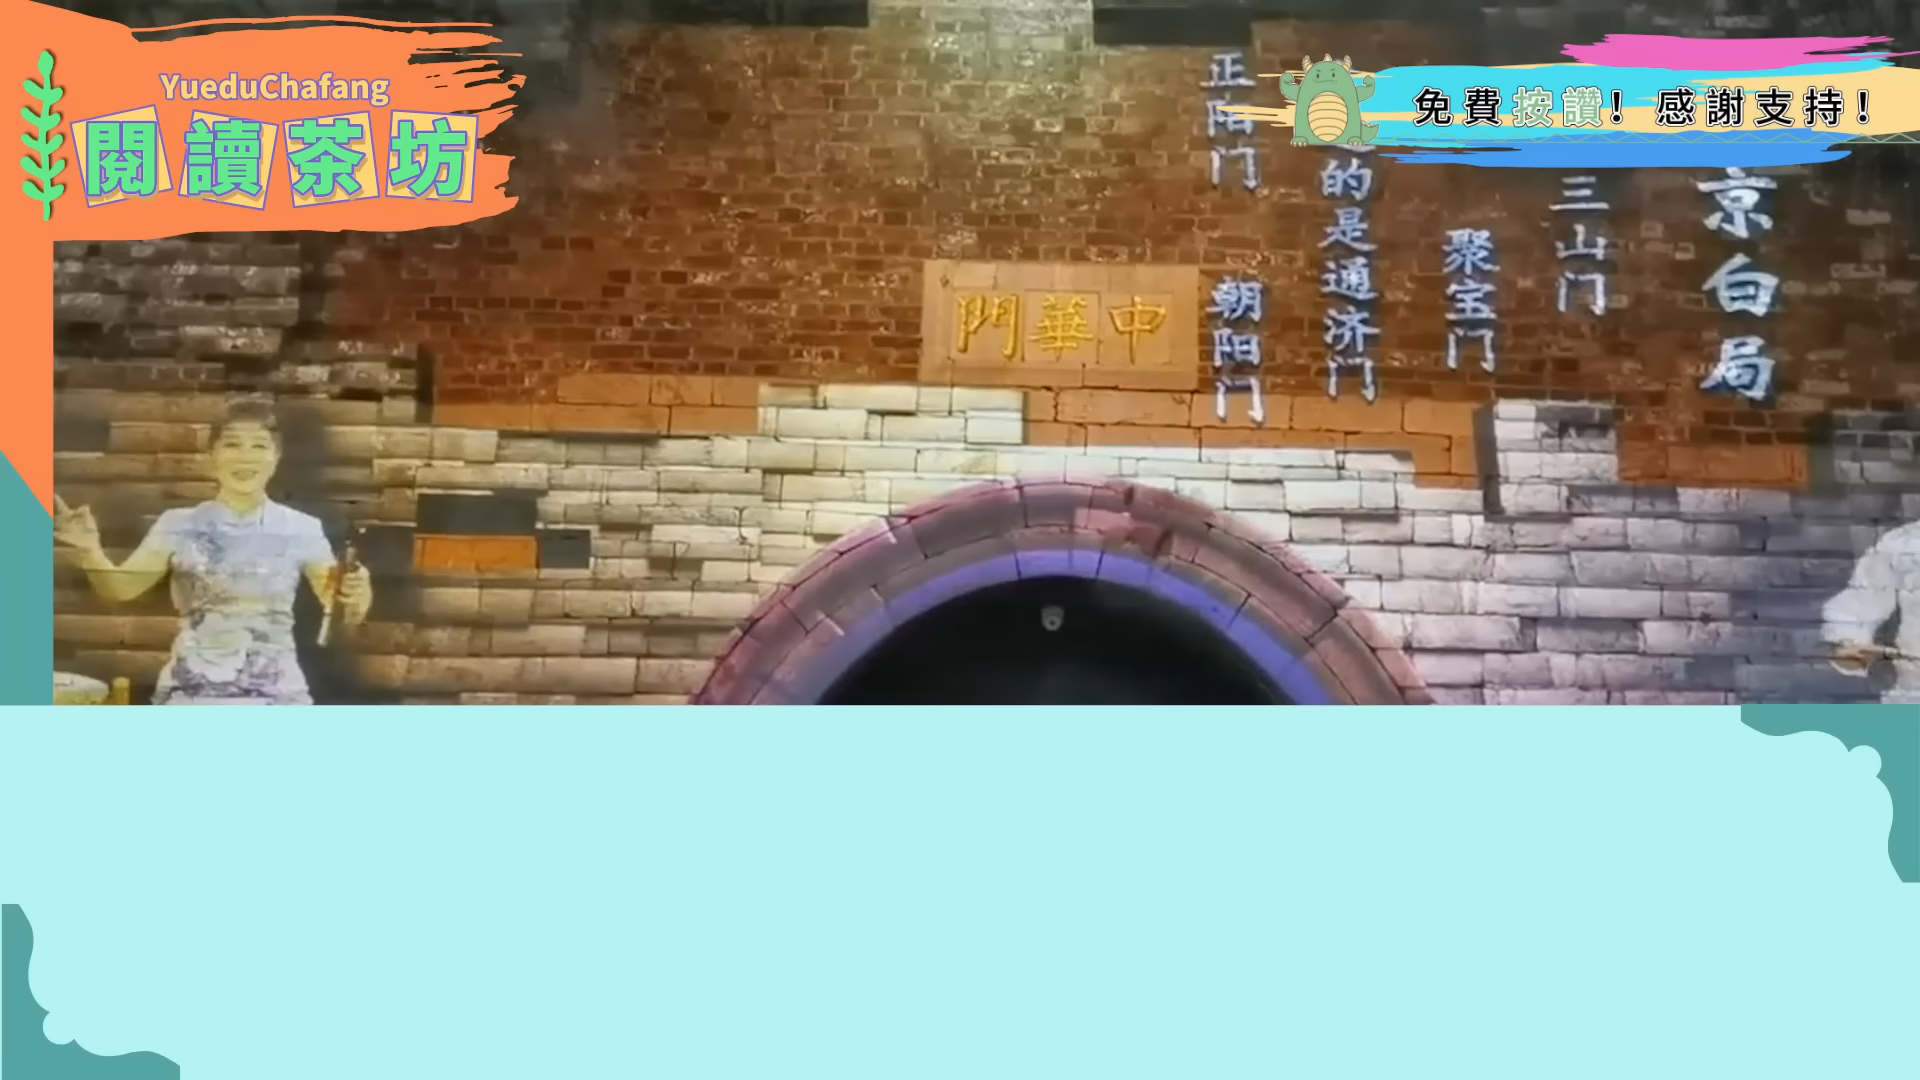 YueduChafang
閱讀茶坊
免費按讚！感謝支持！
京白局
三山门
聚宝门
的是通济门
正阳门
朝阳门
門華中